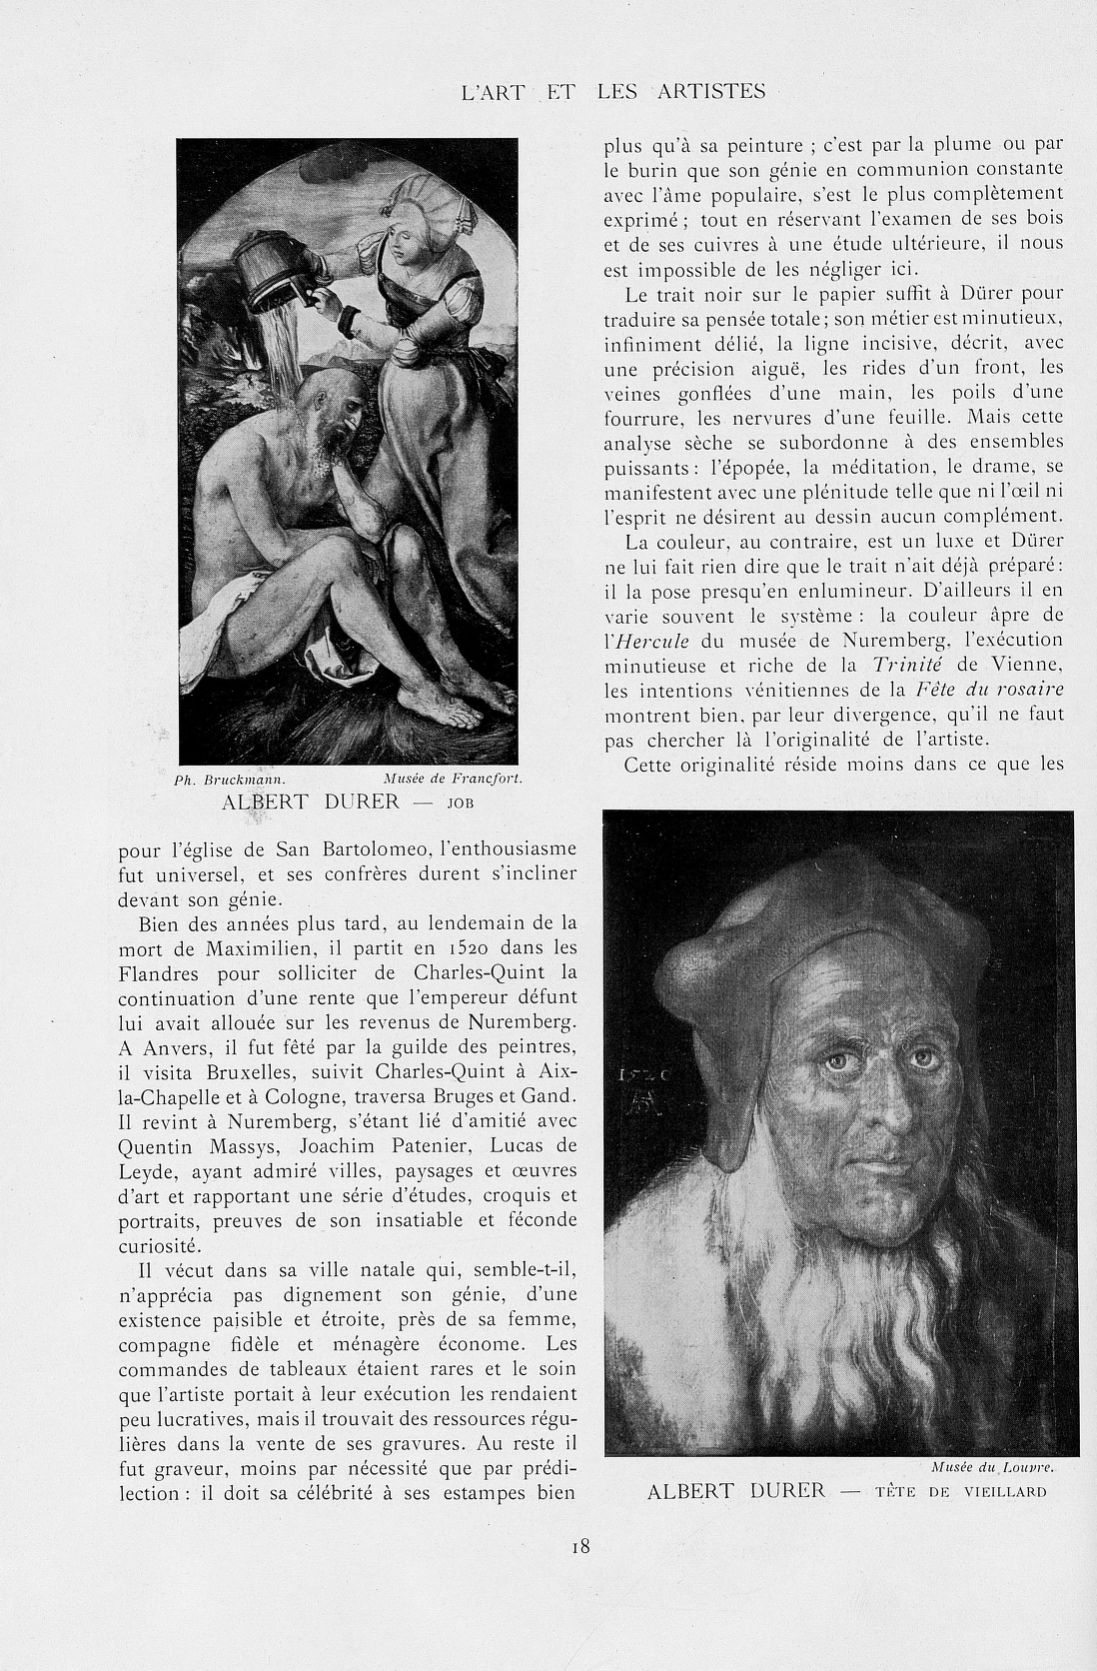 L'ART ET LES ARTISTES
Ph. Bruckmann. Musée de Francfort.
ALBERT DURER — JOB
pour l'église de San Bartolomeo, l'enthousiasme
fut universel, et ses confrères durent s'incliner
devant son génie.
Bien des années plus tard, au lendemain de la
mort de Maximilien, il partit en 1520 dans les
Flandres pour solliciter de Charles-Quint la
continuation d'une rente que l'empereur défunt
lui avait allouée sur les revenus de Nuremberg.
A Anvers, il fut fêté par la guilde des peintres,
il visita Bruxelles, suivit Charles-Quint à Aix-
la-Chapelle et à Cologne, traversa Bruges et Gand.
Il revint à Nuremberg, s'étant lié d'amitié avec
Quentin Massys, Joachim Patenier, Lucas de
Leyde, ayant admiré villes, paysages et œuvres
d'art et rapportant une série d'études, croquis et
portraits, preuves de son insatiable et féconde
curiosité.
Il vécut dans sa ville natale qui, semble-t-il,
n'apprécia pas dignement son génie, d'une
existence paisible et étroite, près de sa femme,
compagne fidèle et ménagère économe. Les
commandes de tableaux étaient rares et le soin
que l'artiste portait à leur exécution les rendaient
peu lucratives, mais il trouvait des ressources régu-
lières dans la vente de ses gravures. Au reste il
fut graveur, moins par nécessité que par prédi-
lection : il doit sa célébrité à ses estampes bien
plus qu'à sa peinture ; c'est par la plume ou par
le burin que son génie en communion constante
avec l'âme populaire, s'est le plus complètement
exprimé ; tout en réservant l'examen de ses bois
et de ses cuivres à une étude ultérieure, il nous
est impossible de les négliger ici.
Le trait noir sur le papier suffit à Dürer pour
traduire sa pensée totale ; son métier est minutieux,
infiniment délié, la ligne incisive, décrit, avec
une précision aiguë, les rides d'un front, les
veines gonflées d'une main, les poils d'une
fourrure, les nervures d'une feuille. Mais cette
analyse sèche se subordonne à des ensembles
puissants : l'épopée, la méditation, le drame, se
manifestent avec une plénitude telle que ni l'œil ni
l'esprit ne désirent au dessin aucun complément.
La couleur, au contraire, est un luxe et Dürer
ne lui fait rien dire que le trait n'ait déjà préparé :
il la pose presqu'en enlumineur. D'ailleurs il en
varie souvent le système : la couleur âpre de
l'Hercule du musée de Nuremberg, l'exécution
minutieuse et riche de la Trinité de Vienne,
les intentions vénitiennes de la Fête du rosaire
montrent bien, par leur divergence, qu'il ne faut
pas chercher là l'originalité de l'artiste.
Cette originalité réside moins dans ce que les
1520
Musée du Louvre.
ALBERT DURER — TÊTE DE VIEILLARD
18